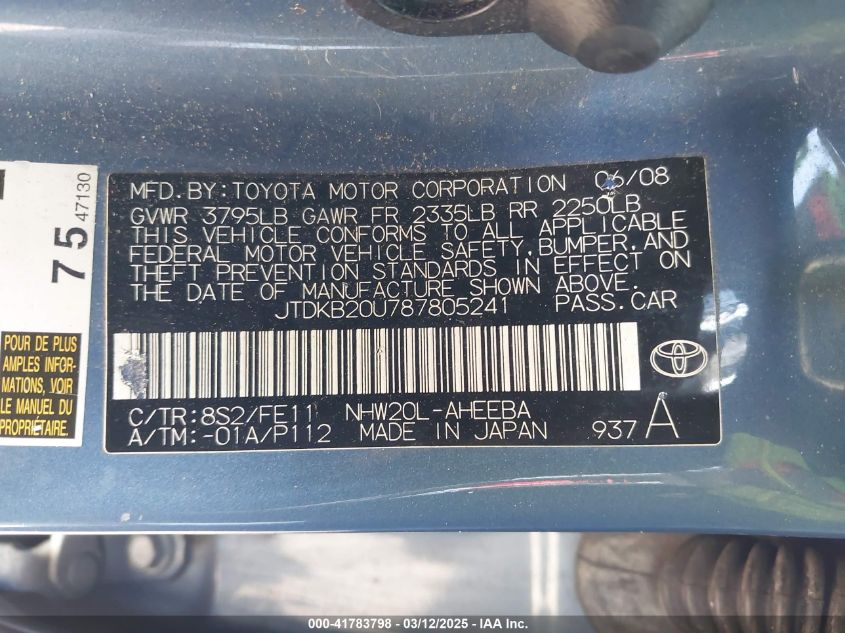 MFD.BY:TOYOTA MOTOR CORPORATION 06/08
GVWR 3795LB GAWR FR 2335LB RR 2250LB
THIS VEHICLE CONFORMS TO ALL APPLICABLE
FEDERAL MOTOR VEHICLE SAFETY,BUMPER,AND
THEFT PREVENTION STANDARDS IN EFFECT ON
THE DATE OF MANUFACTURE SHOWN ABOVE.
JTDKB20U787805241 PASS.CAR
C/TR:8S2/FE11 NHW20L-AHEEBA
A/TM:-01A/P112 MADE IN JAPAN 937 A
75
47130
POUR DE PLUS
AMPLES INFOR-
MATIONS, VOIR
LE MANUEL DU
PROPRIÉTAIRE.
000-41783798 - 03/12/2025 - IAA Inc.